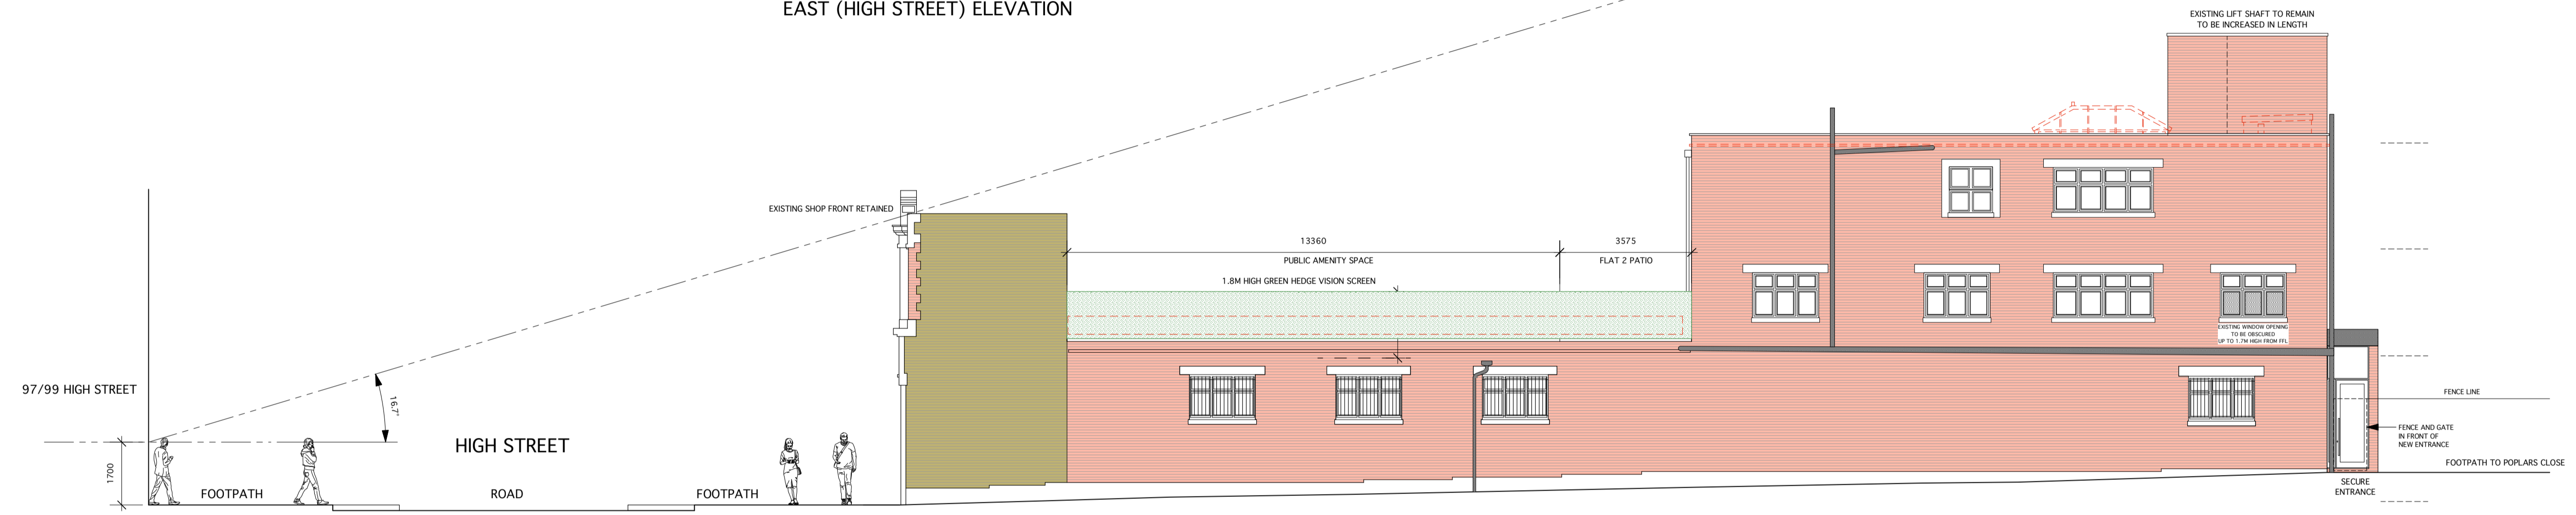 EAST (HIGH STREET) ELEVATION
EXISTING LIFT SHAFT TO REMAIN
TO BE INCREASED IN LENGTH
EXISTING SHOP FRONT RETAINED
13360
3575
PUBLIC AMENITY SPACE
FLAT 2 PATIO
1.8M HIGH GREEN HEDGE VISION SCREEN
EXISTING WINDOW OPENING
TO BE OBSCURED
UP TO 1.7M HIGH FROM FFL
97/99 HIGH STREET
16.7°
FENCE LINE
FENCE AND GATE
IN FRONT OF
NEW ENTRANCE
HIGH STREET
1700
FOOTPATH
ROAD
FOOTPATH
FOOTPATH TO POPLARS CLOSE
SECURE
ENTRANCE